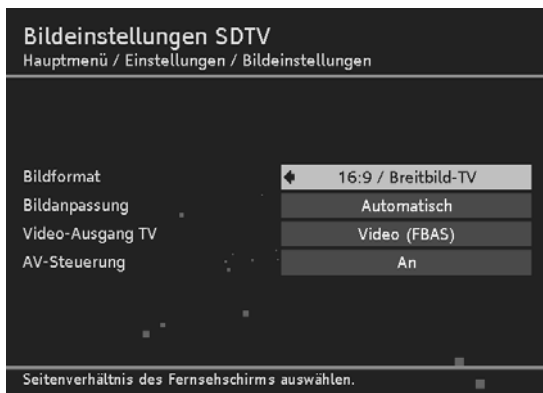 Bildeinstellungen SDTV
Hauptmenü / Einstellungen / Bildeinstellungen
Bildformat 16:9 / Breitbild-TV
Bildanpassung Automatisch
Video-Ausgang TV Video (FBAS)
AV-Steuerung An
Seitenverhältnis des Fernsehschirms auswählen.